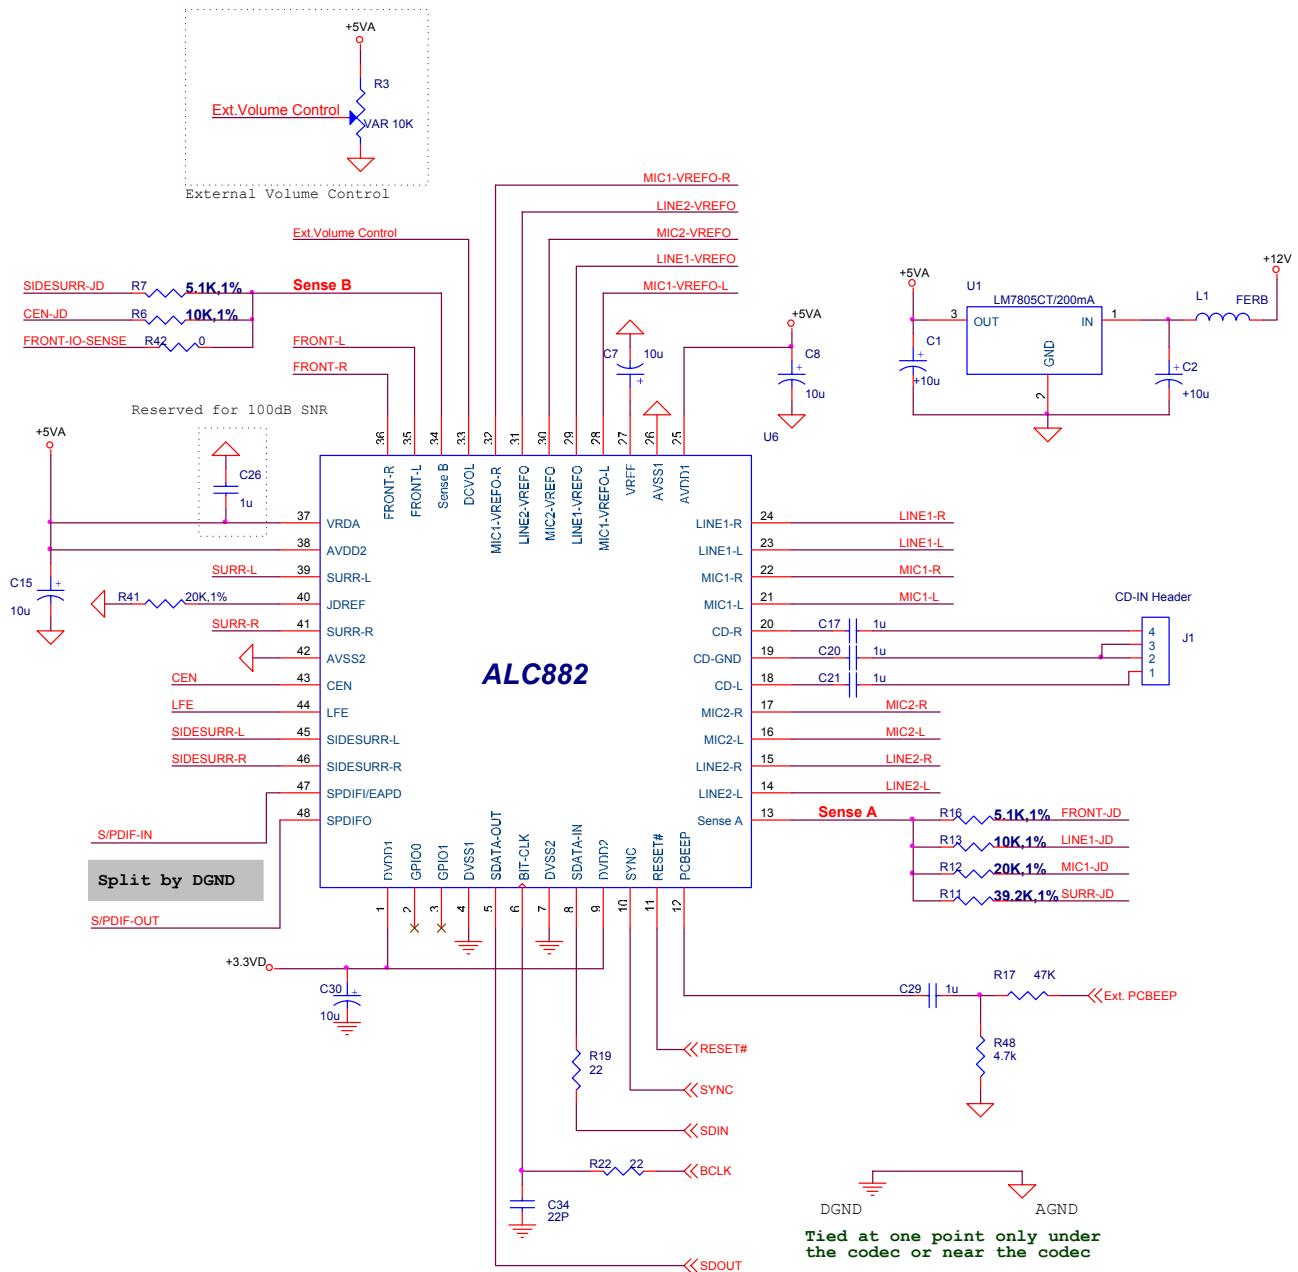 +5VA
R3
Ext.Volume Control
VAR 10K
External Volume Control
MIC1-VREFO-R
LINE2-VREFO
Ext.Volume Control
MIC2-VREFO
LINE1-VREFO
MIC1-VREFO-L
SIDESURR-JD R7 5.1K,1% Sense B
CEN-JD R6 10K,1%
FRONT-IO-SENSE R42 0
FRONT-L
FRONT-R
C7 10u
+5VA
C8
10u
+5VA
U1
LM7805CT/200mA
+12V
L1 FERB
3 OUT IN 1
GND
2
C1
+10u
C2
+10u
Reserved for 100dB SNR
+5VA
C26
1u
U6
36 35 34 33 32 31 30 29 28 27 26 25
FRONT-R
FRONT-L
Sense B
DCVOL
MIC1-VREFO-R
LINE2-VREFO
MIC2-VREFO
LINE1-VREFO
MIC1-VREFO-L
VREF
AVSS1
AVDD1
37 VRDA
38 AVDD2
C15
10u
SURR-L 39 SURR-L
R41 20K,1% 40 JDREF
SURR-R 41 SURR-R
42 AVSS2
CEN 43 CEN
LFE 44 LFE
SIDESURR-L 45 SIDESURR-L
SIDESURR-R 46 SIDESURR-R
47 SPDIFI/EAPD
48 SPDIFO
S/PDIF-IN
Split by DGND
S/PDIF-OUT
ALC882
LINE1-R 24 LINE1-R
LINE1-L 23 LINE1-L
MIC1-R 22 MIC1-R
MIC1-L 21 MIC1-L
CD-R 20 C17 1u
CD-GND 19 C20 1u
CD-L 18 C21 1u
CD-IN Header
4
3
2
1
J1
MIC2-R 17 MIC2-R
MIC2-L 16 MIC2-L
LINE2-R 15 LINE2-R
LINE2-L 14 LINE2-L
Sense A 13 Sense A
R16 5.1K,1% FRONT-JD
R13 10K,1% LINE1-JD
R12 20K,1% MIC1-JD
R11 39.2K,1% SURR-JD
DVDD1
GPIO0
GPIO1
DVSS1
SDATA-OUT
BIT-CLK
DVSS2
SDATA-IN
DVDD2
SYNC
RESET#
PCBEEP
1 2 3 4 5 6 7 8 9 10 11 12
+3.3VD
C30
10u
C29 1u
R17 47K
Ext. PCBEEP
R48
4.7k
RESET#
R19
22
SYNC
SDIN
R22 22 BCLK
C34
22P
SDOUT
DGND AGND
Tied at one point only under
the codec or near the codec